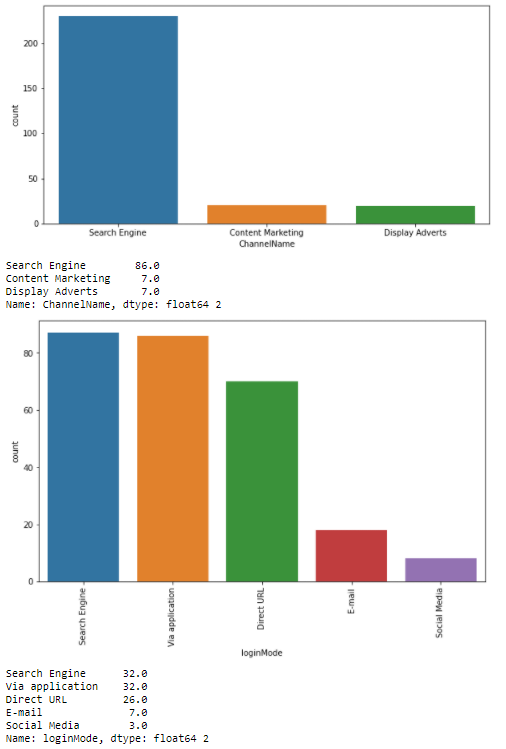 200
150
100
50
0
count
Search Engine Content Marketing Display Adverts
ChannelName
Search Engine 86.0
Content Marketing 7.0
Display Adverts 7.0
Name: ChannelName, dtype: float64 2
80
60
40
20
0
count
Search Engine
Via application
Direct URL
E-mail
Social Media
loginMode
Search Engine 32.0
Via application 32.0
Direct URL 26.0
E-mail 7.0
Social Media 3.0
Name: loginMode, dtype: float64 2